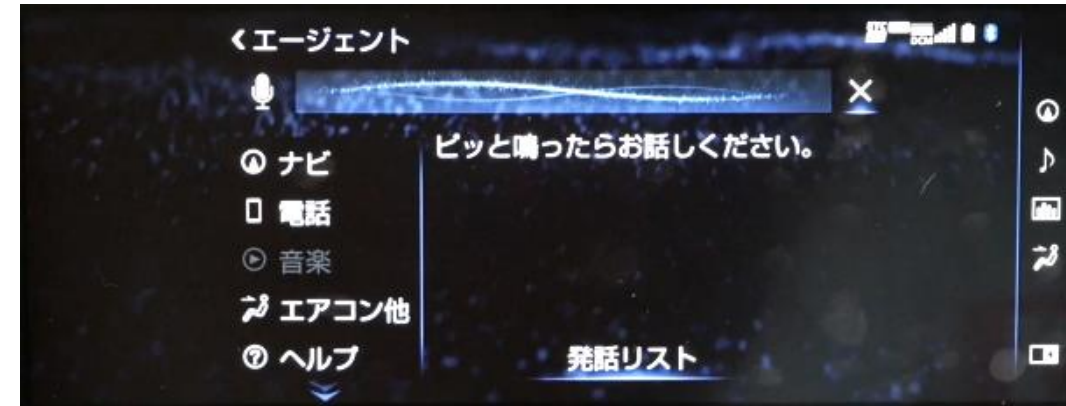 エージェント
DCM
ピッと鳴ったらお話しください。
ナビ
電話
音楽
エアコン他
ヘルプ
発話リスト